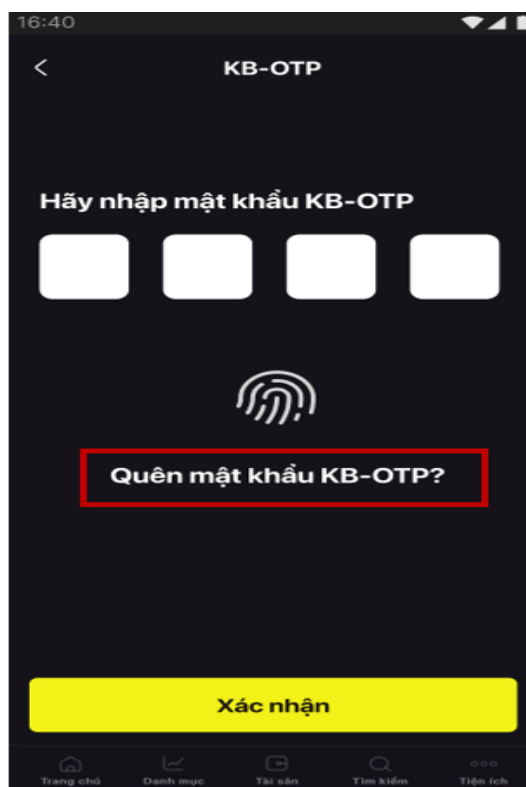 16:40
KB-OTP
Hãy nhập mật khẩu KB-OTP
Quên mật khẩu KB-OTP?
Xác nhận
Trang chủ Danh mục Tài sản Tìm kiếm Tiện ích